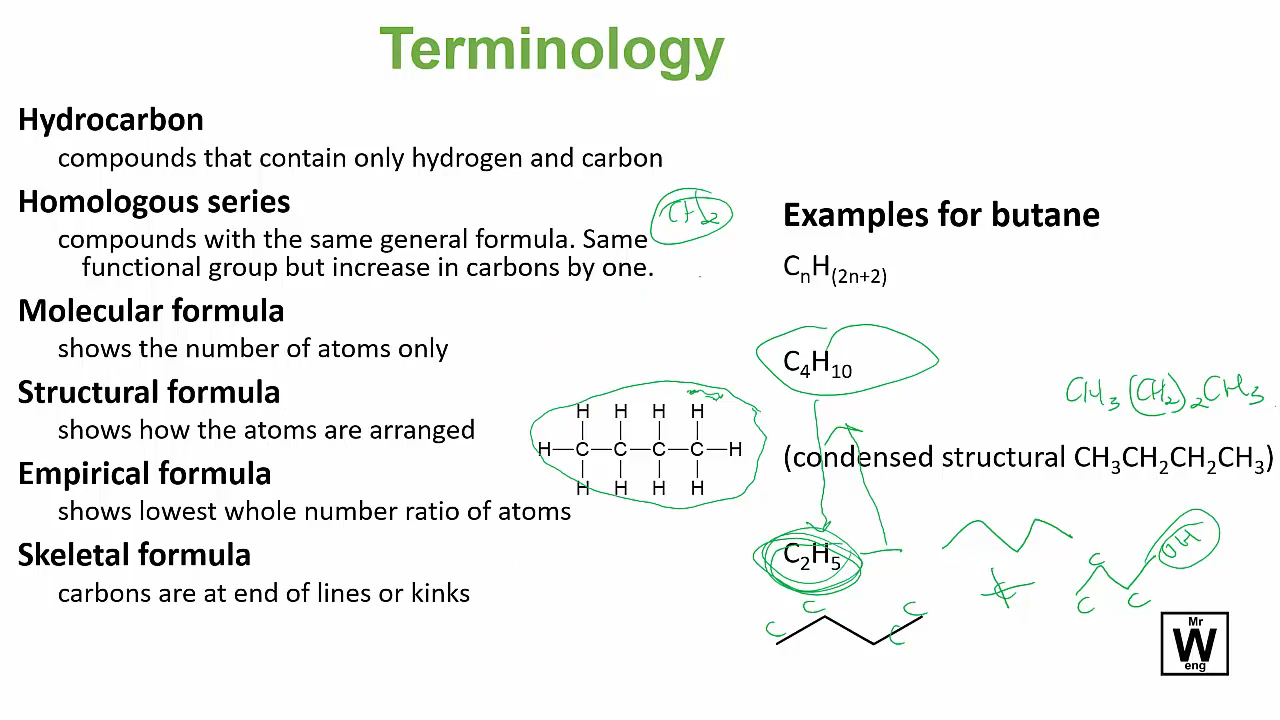 Terminology
Hydrocarbon
compounds that contain only hydrogen and carbon
Homologous series
compounds with the same general formula. Same
functional group but increase in carbons by one.
CH₂
Molecular formula
shows the number of atoms only
Structural formula
shows how the atoms are arranged
Empirical formula
shows lowest whole number ratio of atoms
Skeletal formula
carbons are at end of lines or kinks
H H H H
H—C—C—C—C—H
H H H H
Examples for butane
CₙH₍₂ₙ₊₂₎
C₄H₁₀
CH₃(CH₂)₂CH₃
(condensed structural CH₃CH₂CH₂CH₃)
C₂H₅
OH
C
C C
C C
C C
Mr
W
eng